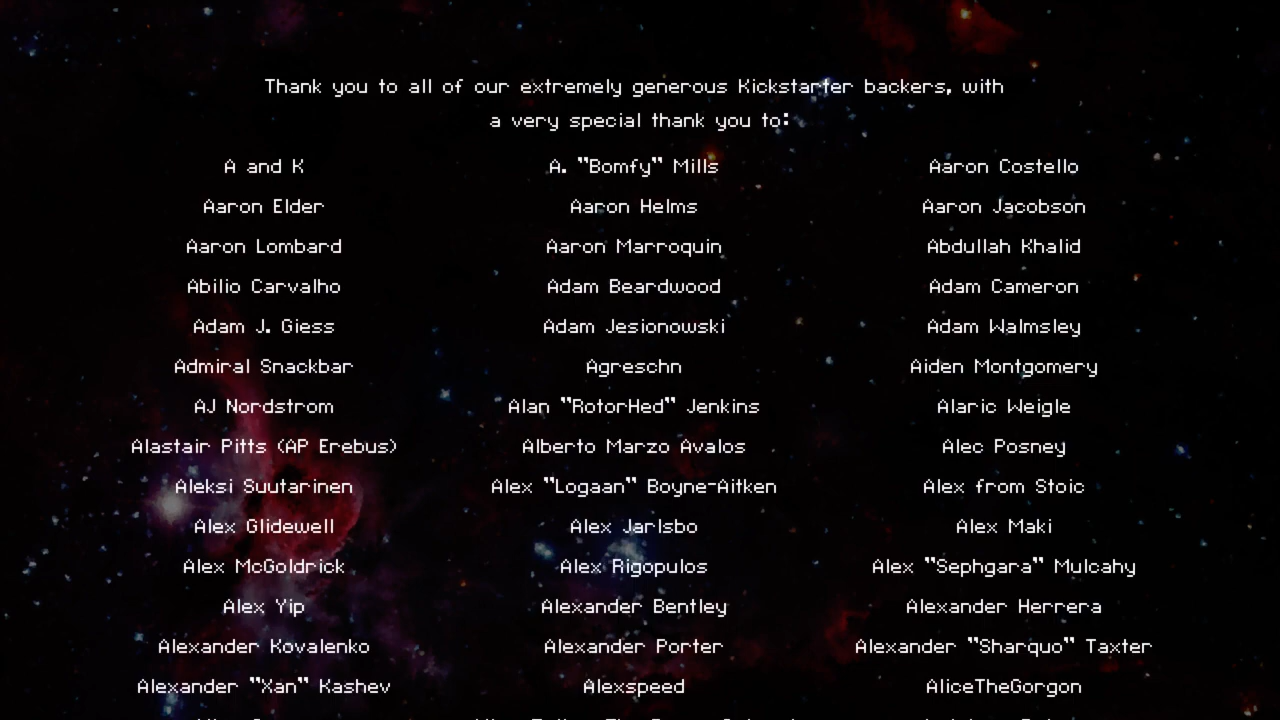 Thank you to all of our extremely generous Kickstarter backers, with
a very special thank you to:
A and K A. "Bomfy" Mills Aaron Costello
Aaron Elder Aaron Helms Aaron Jacobson
Aaron Lombard Aaron Marroquin Abdullah Khalid
Abilio Carvalho Adam Beardwood Adam Cameron
Adam J. Giess Adam Jesionowski Adam Walmsley
Admiral Snackbar Agreschn Aiden Montgomery
AJ Nordstrom Alan "RotorHed" Jenkins Alaric Weigle
Alastair Pitts (AP Erebus) Alberto Marzo Avalos Alec Posney
Aleksi Suutarinen Alex "Logaan" Boyne-Aitken Alex from Stoic
Alex Glidewell Alex Jarlsbo Alex Maki
Alex McGoldrick Alex Rigopulos Alex "Sephgara" Mulcahy
Alex Yip Alexander Bentley Alexander Herrera
Alexander Kovalenko Alexander Porter Alexander "Sharquo" Taxter
Alexander "Xan" Kashev Alexspeed AliceTheGorgon